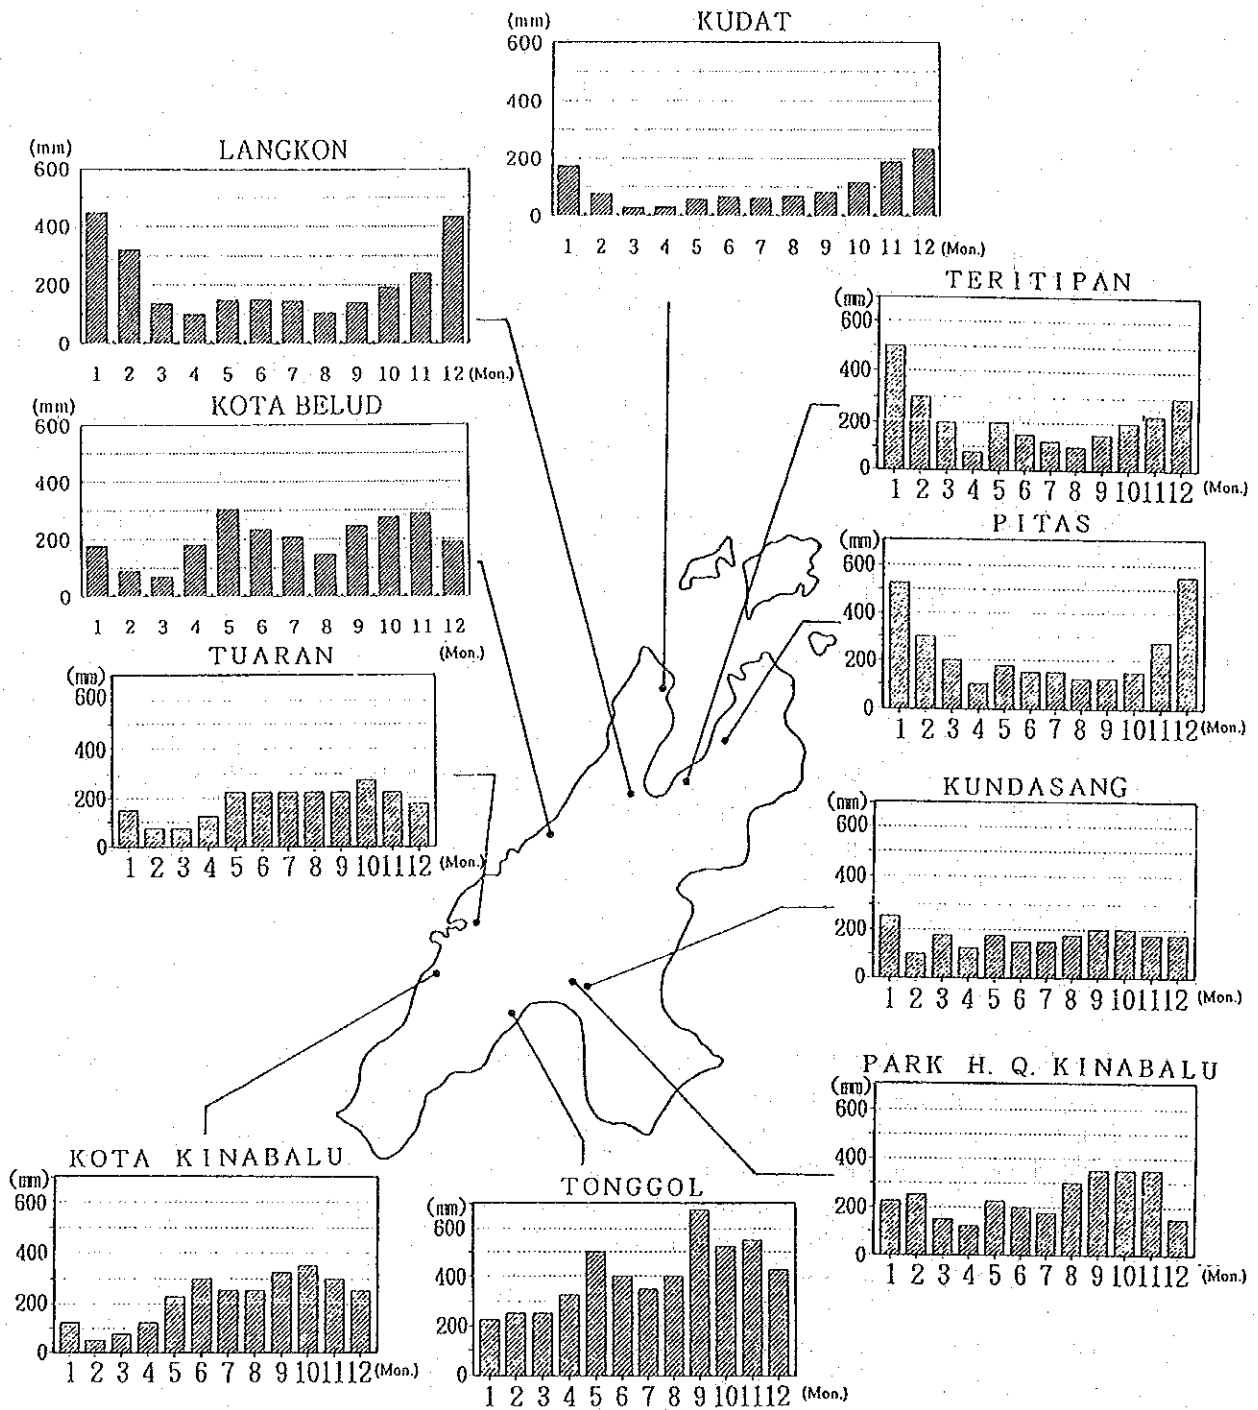 KUDAT
(mm)
600
400
200
0
1 2 3 4 5 6 7 8 9 10 11 12 (Mon.)
LANGKON
(mm)
600
400
200
0
1 2 3 4 5 6 7 8 9 10 11 12 (Mon.)
TERITIPAN
(mm)
600
400
200
0
1 2 3 4 5 6 7 8 9 10 11 12 (Mon.)
KOTA BELUD
(mm)
600
400
200
0
1 2 3 4 5 6 7 8 9 10 11 12
(Mon.)
PITAS
(mm)
600
400
200
0
1 2 3 4 5 6 7 8 9 10 11 12 (Mon.)
TUARAN
(mm)
600
400
200
0
1 2 3 4 5 6 7 8 9 10 11 12 (Mon.)
KUNDASANG
(mm)
600
400
200
0
1 2 3 4 5 6 7 8 9 10 11 12 (Mon.)
PARK H. Q. KINABALU
(mm)
600
400
200
0
1 2 3 4 5 6 7 8 9 10 11 12 (Mon.)
KOTA KINABALU
(mm)
600
400
200
0
1 2 3 4 5 6 7 8 9 10 11 12 (Mon.)
TONGGOL
(mm)
600
400
200
0
1 2 3 4 5 6 7 8 9 10 11 12 (Mon.)